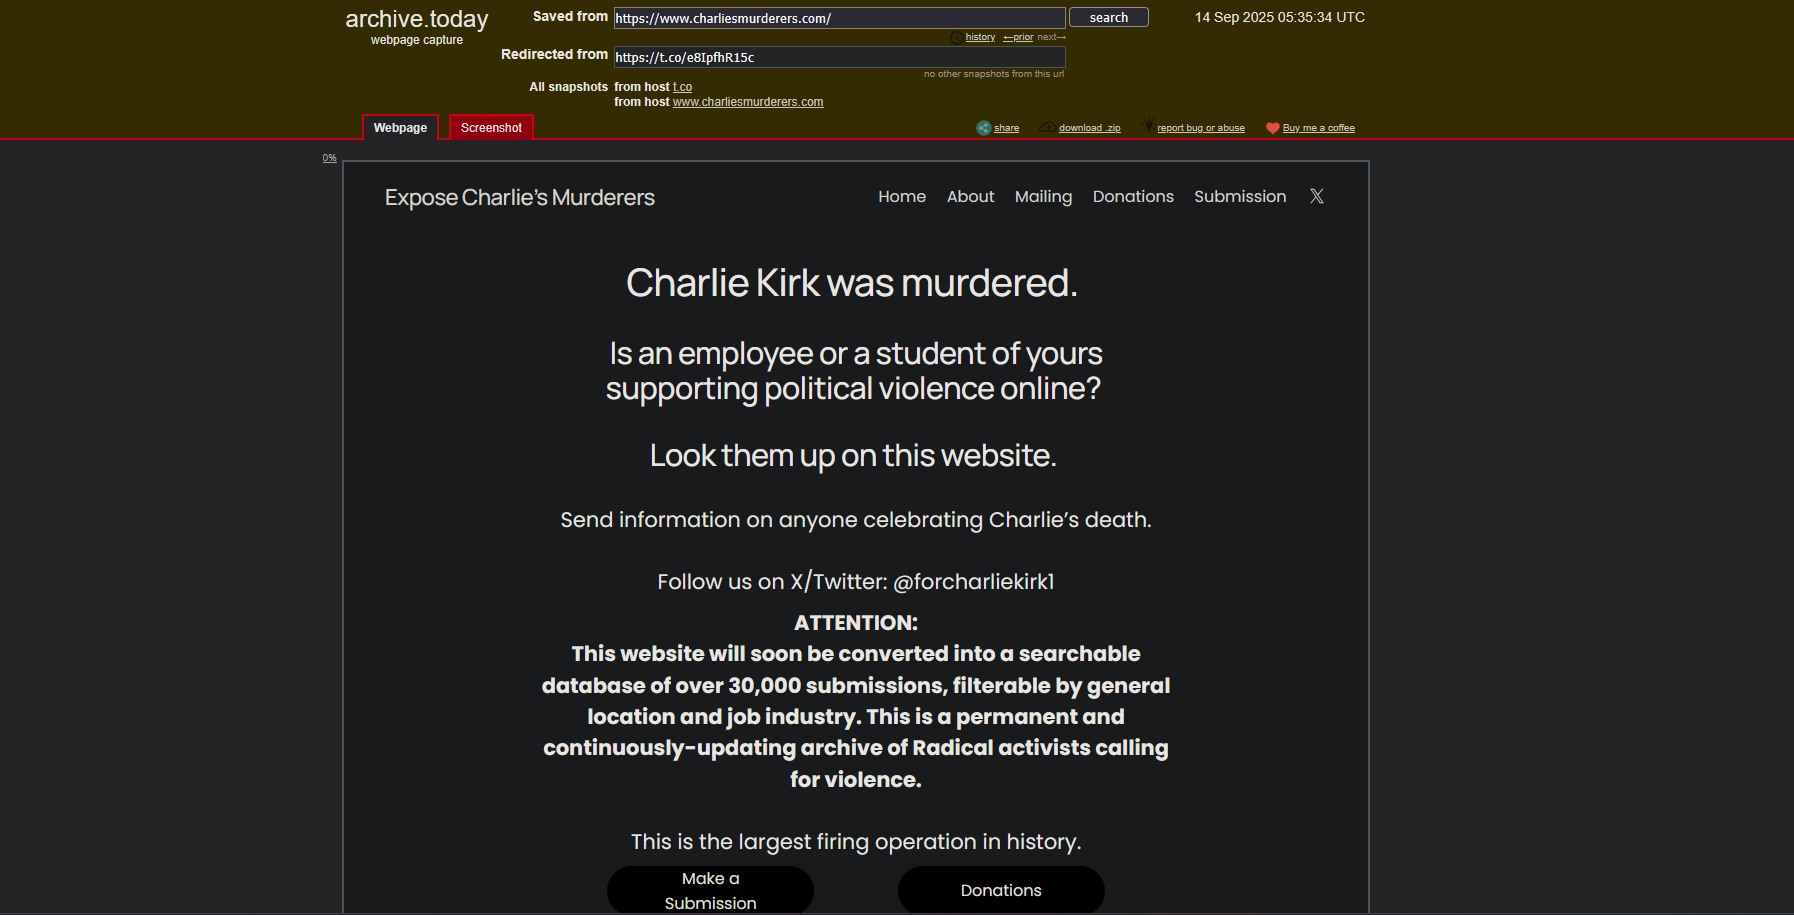 archive.today
webpage capture
Saved from
https://www.charliesmurderers.com/
search
14 Sep 2025 05:35:34 UTC
history ←prior next→
Redirected from
https://t.co/e8IpfhR15c
no other snapshots from this url
All snapshots from host t.co
from host www.charliesmurderers.com
Webpage
Screenshot
share
download .zip
report bug or abuse
Buy me a coffee
0%
Expose Charlie's Murderers
Home
About
Mailing
Donations
Submission
X
Charlie Kirk was murdered.
Is an employee or a student of yours
supporting political violence online?
Look them up on this website.
Send information on anyone celebrating Charlie's death.
Follow us on X/Twitter: @forcharliekirk1
ATTENTION:
This website will soon be converted into a searchable
database of over 30,000 submissions, filterable by general
location and job industry. This is a permanent and
continuously-updating archive of Radical activists calling
for violence.
This is the largest firing operation in history.
Make a
Submission
Donations